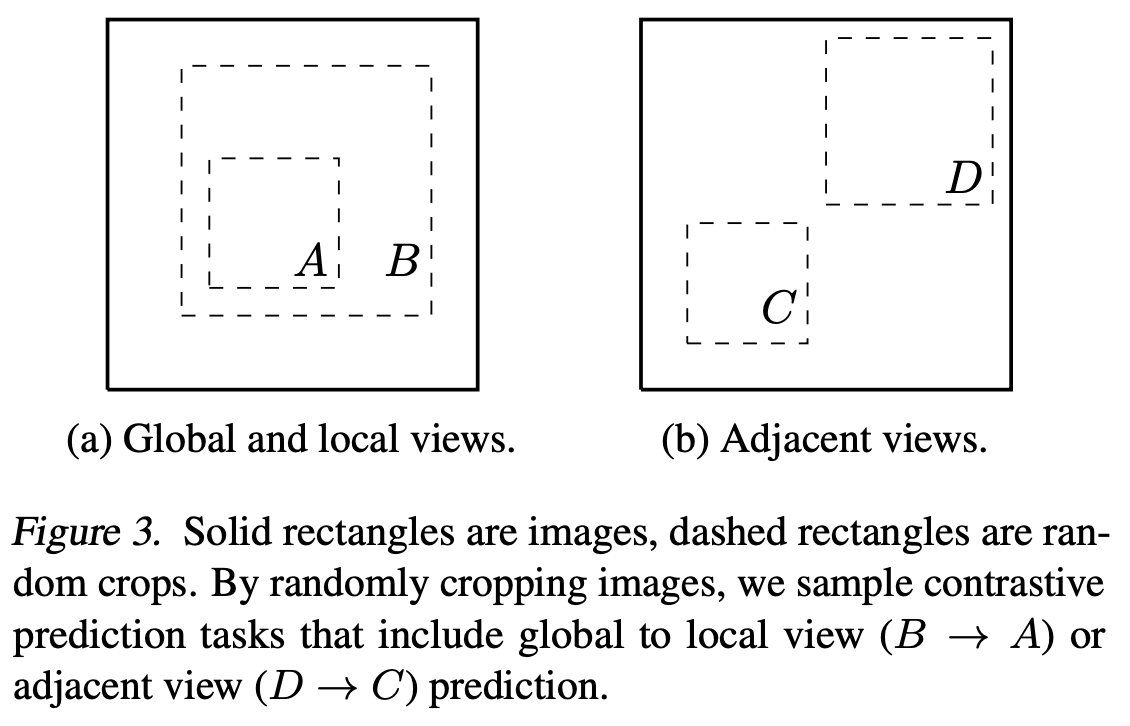 D
A B
C
(a) Global and local views.
(b) Adjacent views.
Figure 3. Solid rectangles are images, dashed rectangles are ran-
dom crops. By randomly cropping images, we sample contrastive
prediction tasks that include global to local view (B → A) or
adjacent view (D → C) prediction.